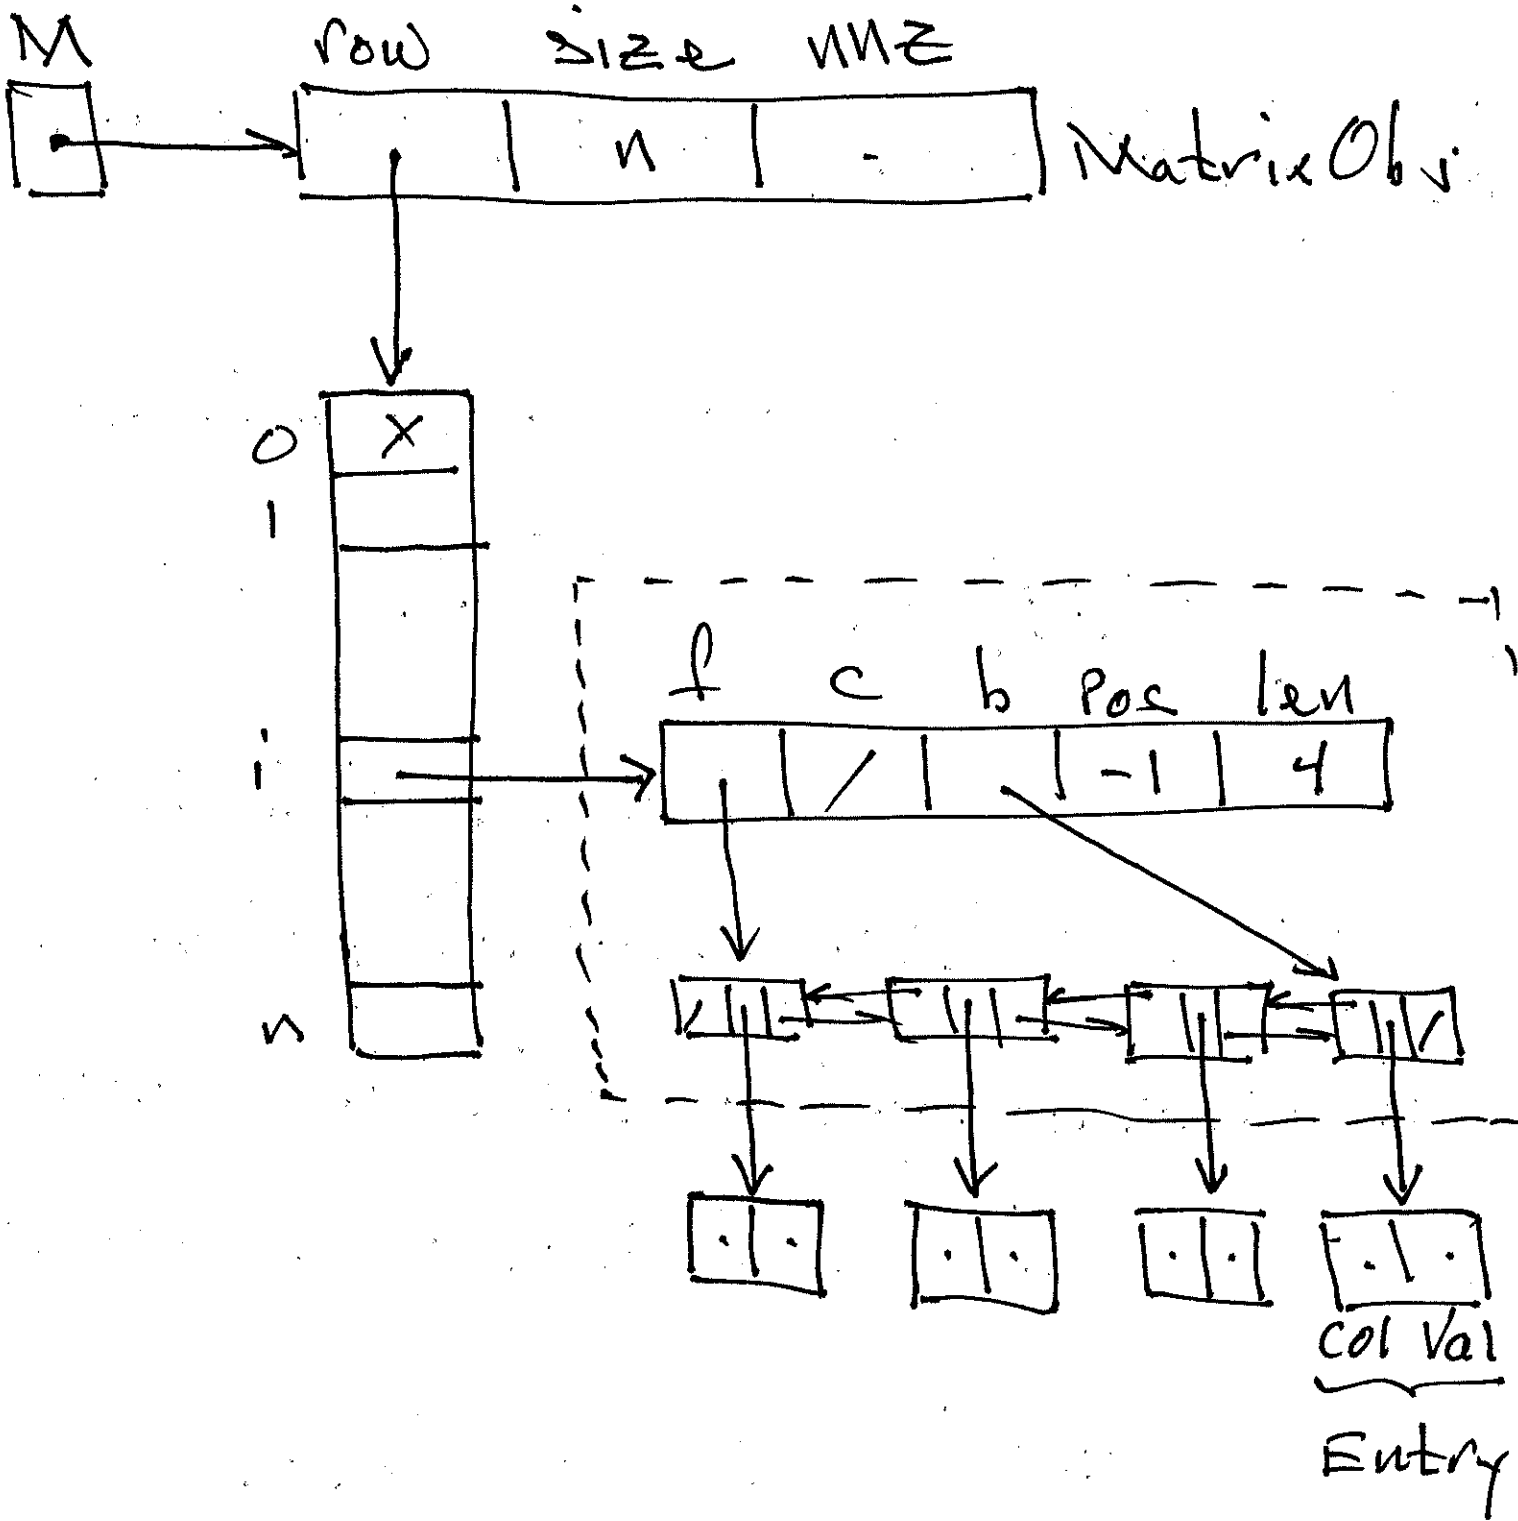 M row size nnz
n -
MatrixObj
0 X
1
f c b pos len
i / -1 4
n
col val
Entry